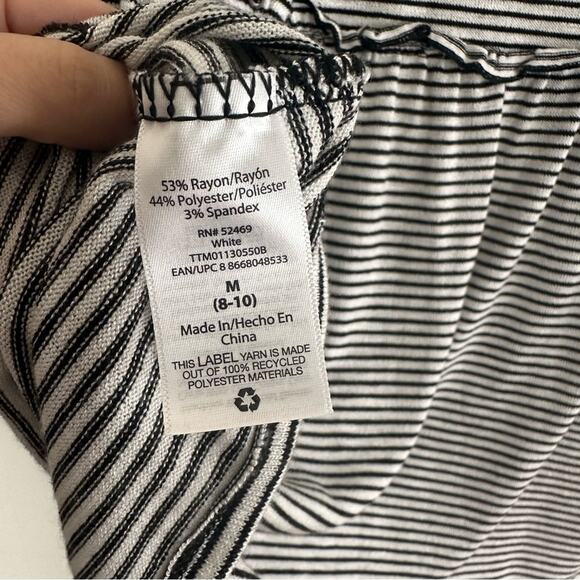 53% Rayon/Rayón
44% Polyester/Poliéster
3% Spandex
RN# 52469
White
TTM01130550B
EAN/UPC 8 8668048533
M
(8-10)
Made In/Hecho En
China
THIS LABEL YARN IS MADE
OUT OF 100% RECYCLED
POLYESTER MATERIALS